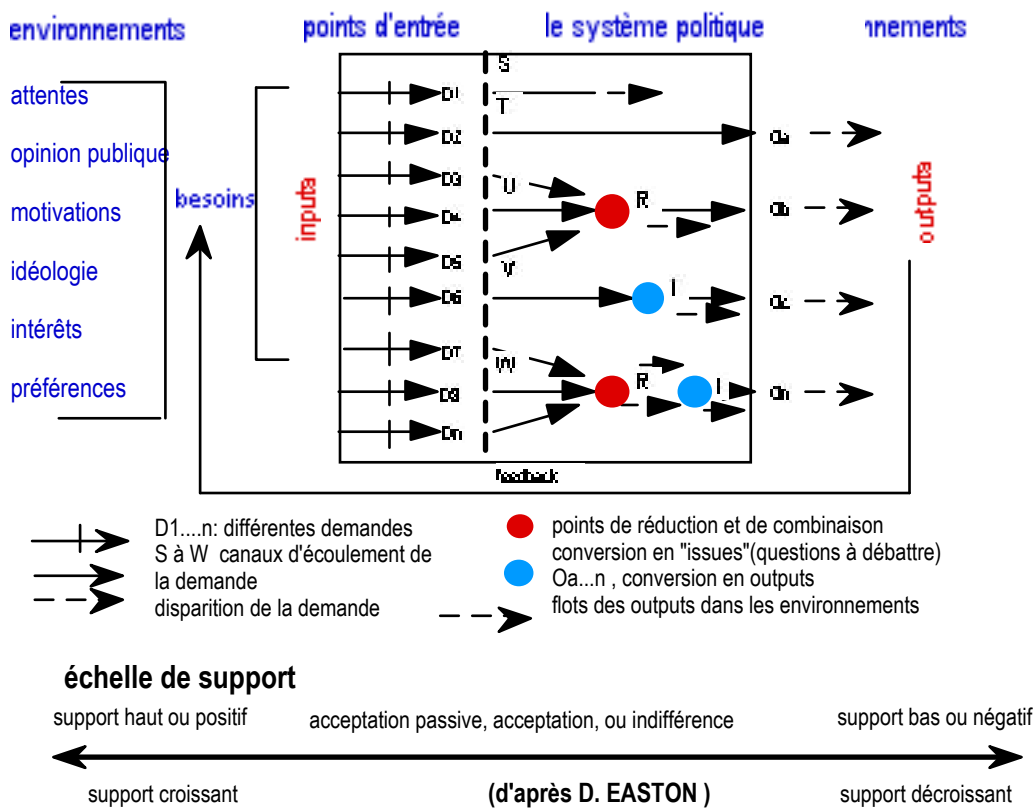 environnements
points d'entrée
le système politique
nnements
attentes
opinion publique
motivations
idéologie
intérêts
préférences
besoins
inputs
D1
D2
D3
D4
D5
D6
D7
D8
Dn
S
T
U
V
W
R
I
R
I
Oa
Ob
Oc
On
outputs
feedback
D1....n: différentes demandes
S à W canaux d'écoulement de
la demande
disparition de la demande
points de réduction et de combinaison
conversion en "issues"(questions à débattre)
Oa...n , conversion en outputs
flots des outputs dans les environnements
échelle de support
support haut ou positif
acceptation passive, acceptation, ou indifférence
support bas ou négatif
support croissant
(d'après D. EASTON )
support décroissant